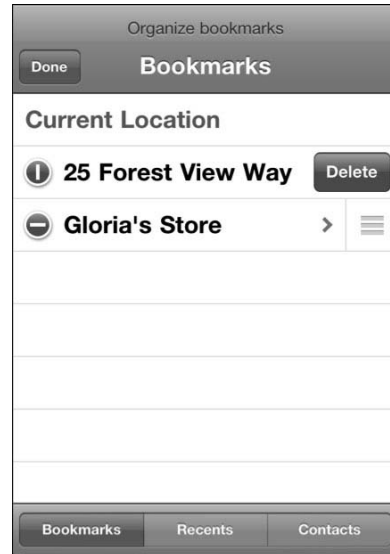 Organize bookmarks
Done Bookmarks
Current Location
25 Forest View Way Delete
Gloria's Store
Bookmarks Recents Contacts